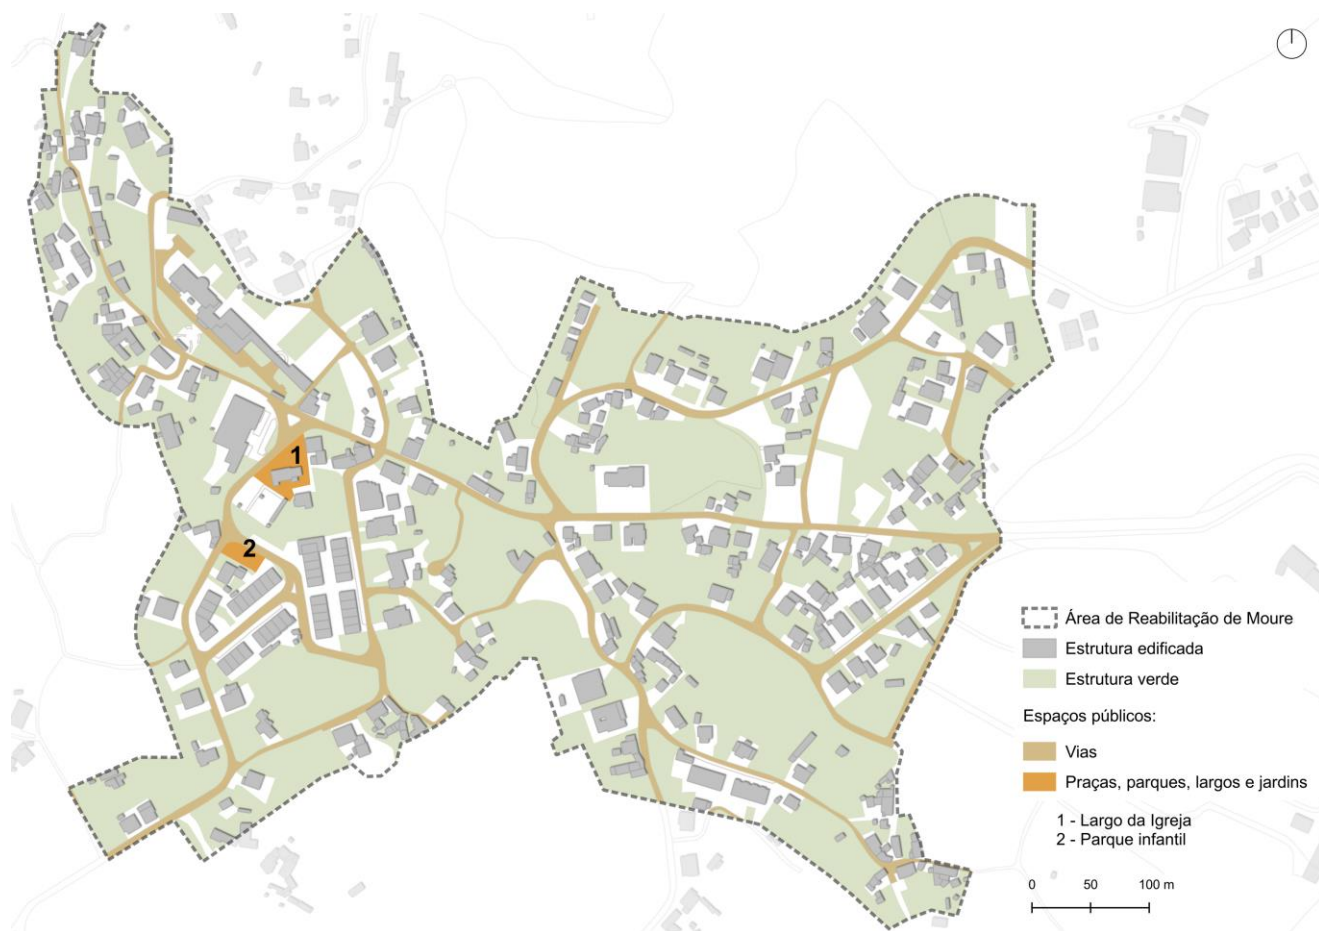 1
2
Área de Reabilitação de Moure
Estrutura edificada
Estrutura verde
Espaços públicos:
Vias
Praças, parques, largos e jardins
1 - Largo da Igreja
2 - Parque infantil
0 50 100 m